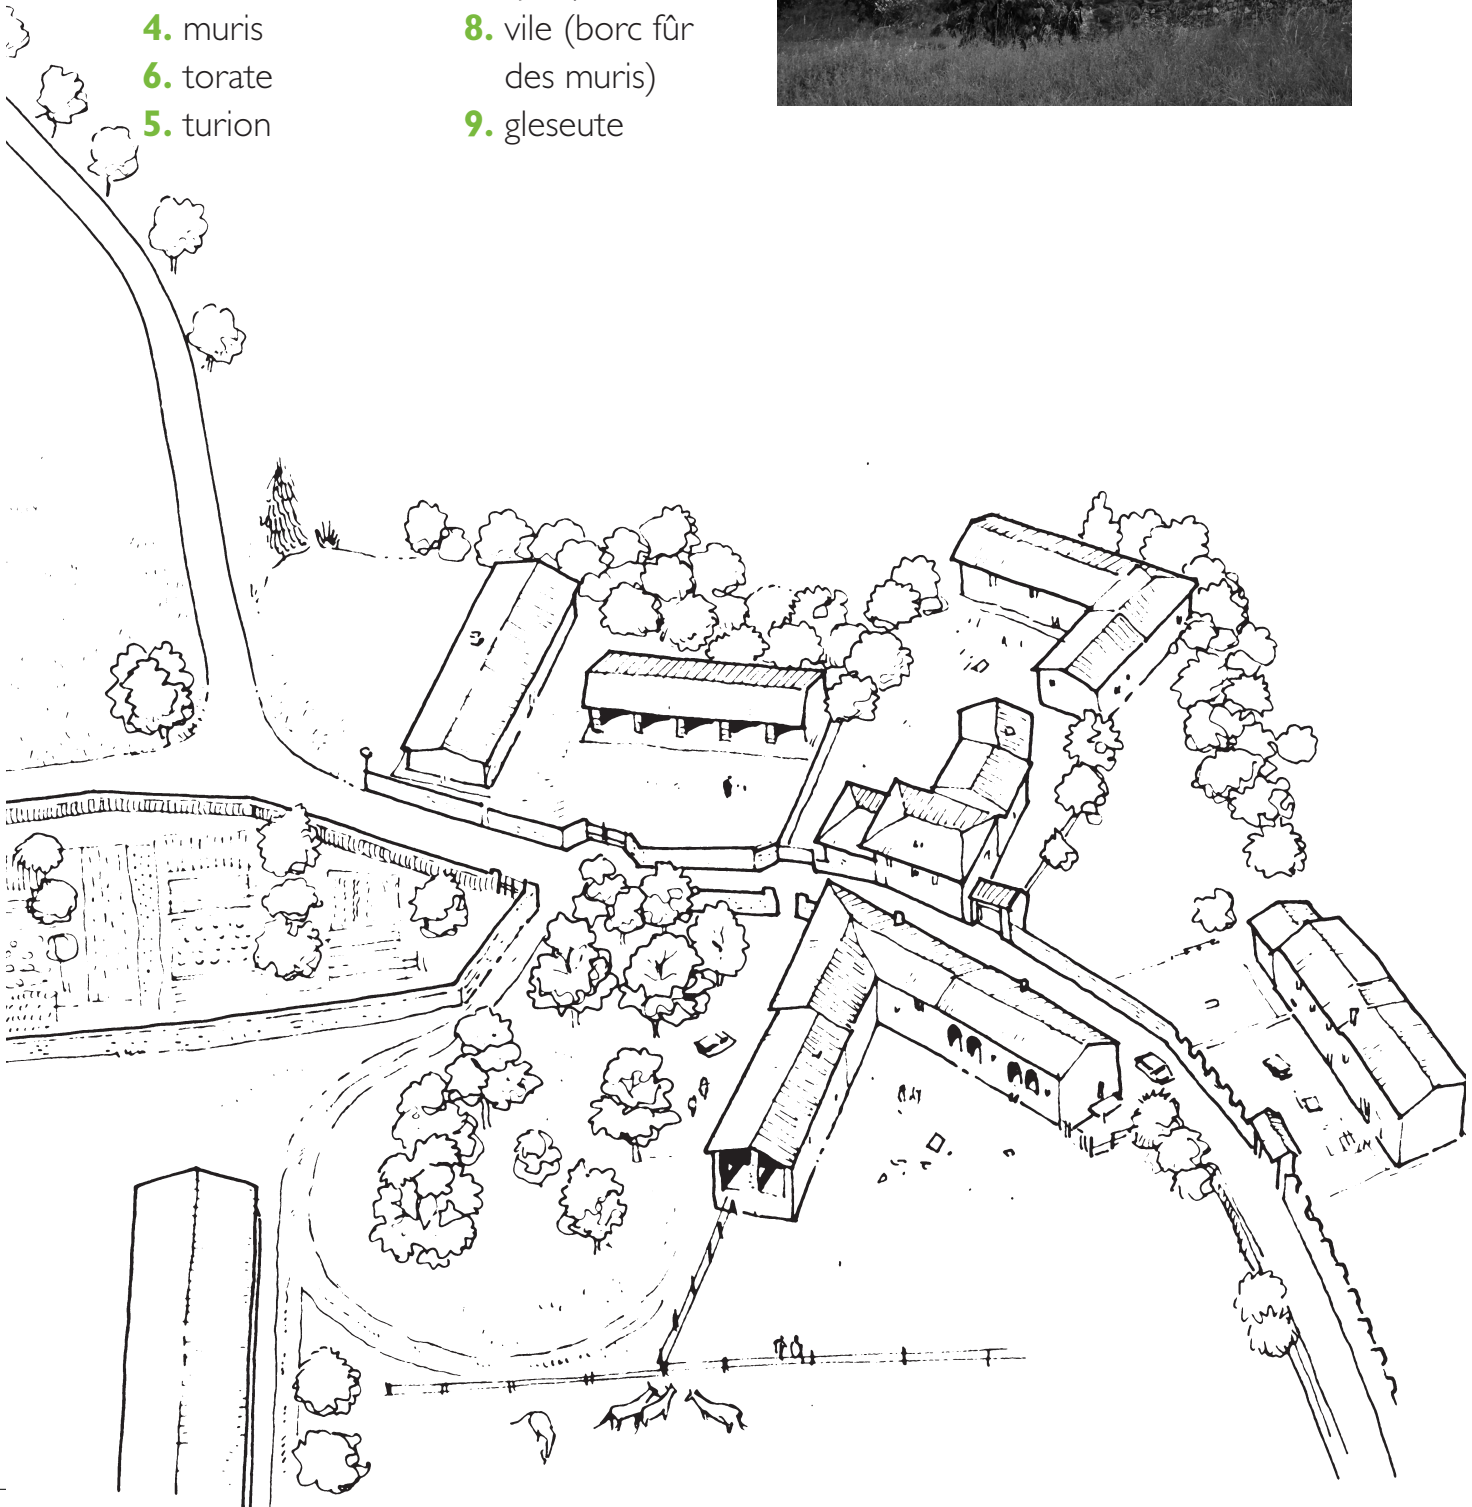 4. muris
6. torate
5. turion
8. vile (borc fûr
des muris)
9. gleseute